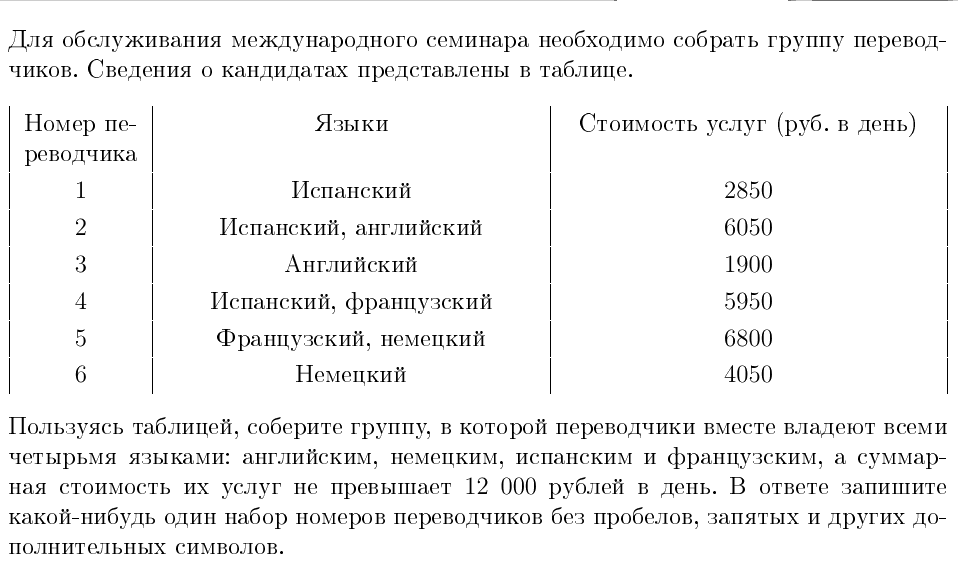 Для обслуживания международного семинара необходимо собрать группу перевод-
чиков. Сведения о кандидатах представлены в таблице.
Номер пе- Языки Стоимость услуг (руб. в день)
реводчика
1 Испанский 2850
2 Испанский, английский 6050
3 Английский 1900
4 Испанский, французский 5950
5 Французский, немецкий 6800
6 Немецкий 4050
Пользуясь таблицей, соберите группу, в которой переводчики вместе владеют всеми
четырьмя языками: английским, немецким, испанским и французским, а суммар-
ная стоимость их услуг не превышает 12 000 рублей в день. В ответе запишите
какой-нибудь один набор номеров переводчиков без пробелов, запятых и других до-
полнительных символов.